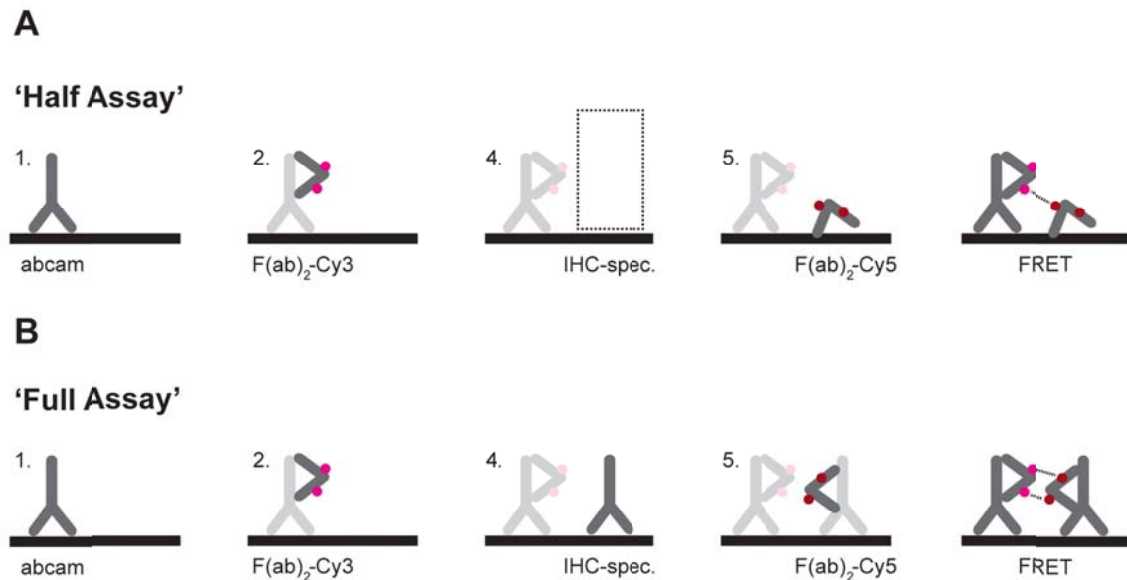 A
‘Half Assay’
1. 2. 4. 5.
abcam F(ab)₂-Cy3 IHC-spec. F(ab)₂-Cy5 FRET
B
‘Full Assay’
1. 2. 4. 5.
abcam F(ab)₂-Cy3 IHC-spec. F(ab)₂-Cy5 FRET